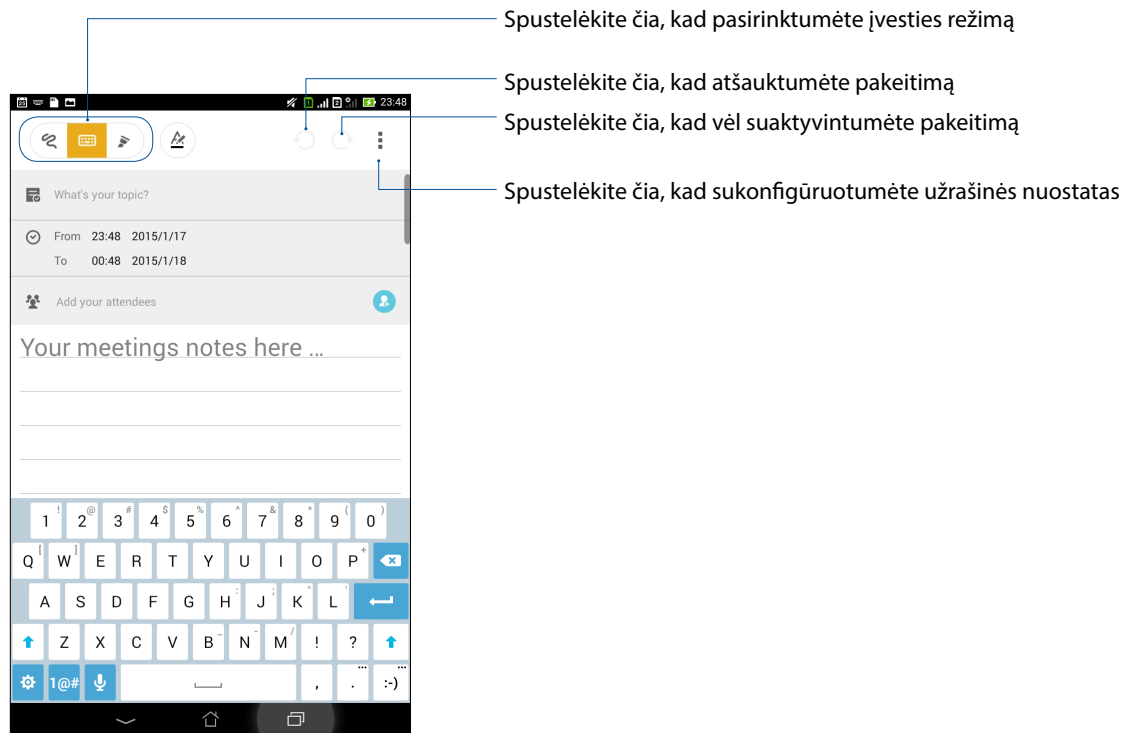 Spustelėkite čia, kad pasirinktumėte įvesties režimą
Spustelėkite čia, kad atšauktumėte pakeitimą
Spustelėkite čia, kad vėl suaktyvintumėte pakeitimą
Spustelėkite čia, kad sukonfigūruotumėte užrašinės nuostatas
1 2 23:48
What's your topic?
From 23:48 2015/1/17
To 00:48 2015/1/18
Add your attendees
Your meetings notes here ...
1 ! 2 @ 3 # 4 $ 5 % 6 ^ 7 & 8 * 9 ( 0 )
Q [ W ] E R T Y U I O P +
A S D F G H : J ; K " L '
Z X C V B _ N - M / ! ?
1@# , . ... :-) ...